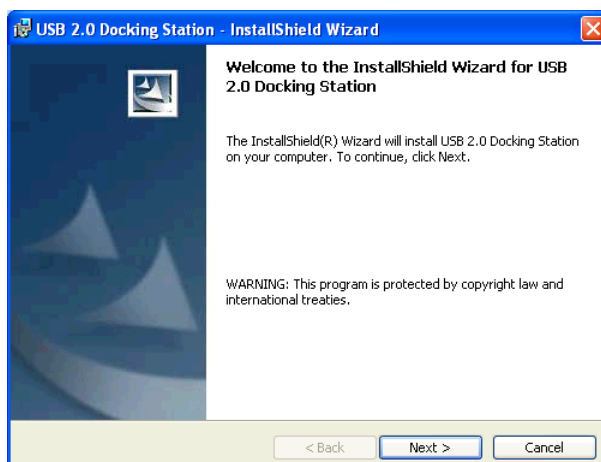 USB 2.0 Docking Station - InstallShield Wizard
Welcome to the InstallShield Wizard for USB
2.0 Docking Station
The InstallShield(R) Wizard will install USB 2.0 Docking Station
on your computer. To continue, click Next.
WARNING: This program is protected by copyright law and
international treaties.
< Back Next > Cancel